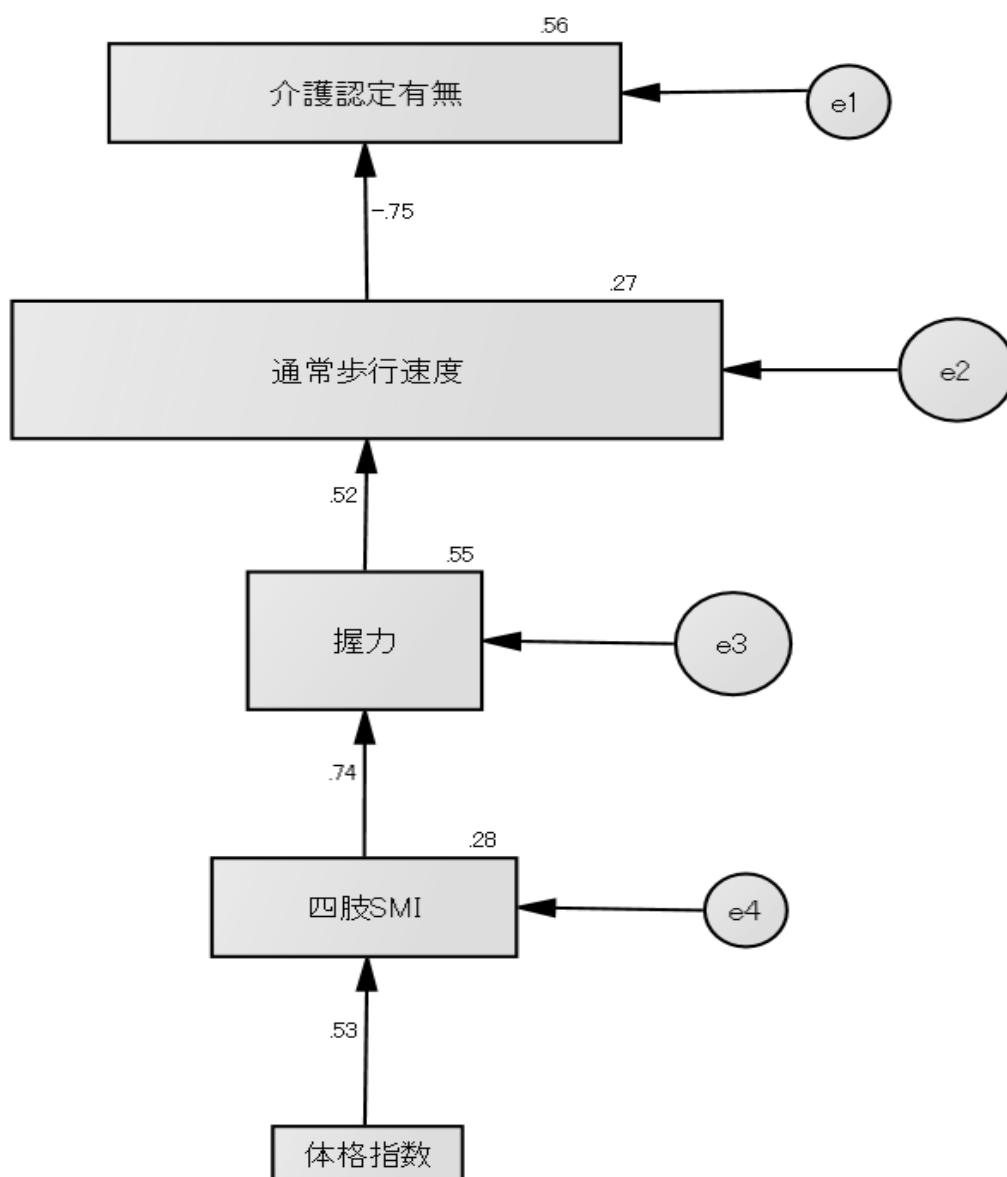 .56
介護認定有無
e1
-.75
.27
通常歩行速度
e2
.52
.55
握力
e3
.74
.28
四肢SMI
e4
.53
体格指数